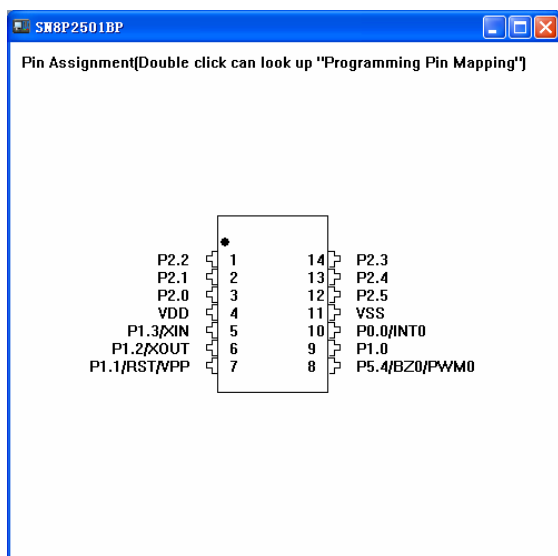 SN8P2501BP
Pin Assignment(Double click can look up "Programming Pin Mapping")
P2.2 1 14 P2.3
P2.1 2 13 P2.4
P2.0 3 12 P2.5
VDD 4 11 VSS
P1.3/XIN 5 10 P0.0/INT0
P1.2/XOUT 6 9 P1.0
P1.1/RST/VPP 7 8 P5.4/BZ0/PWM0